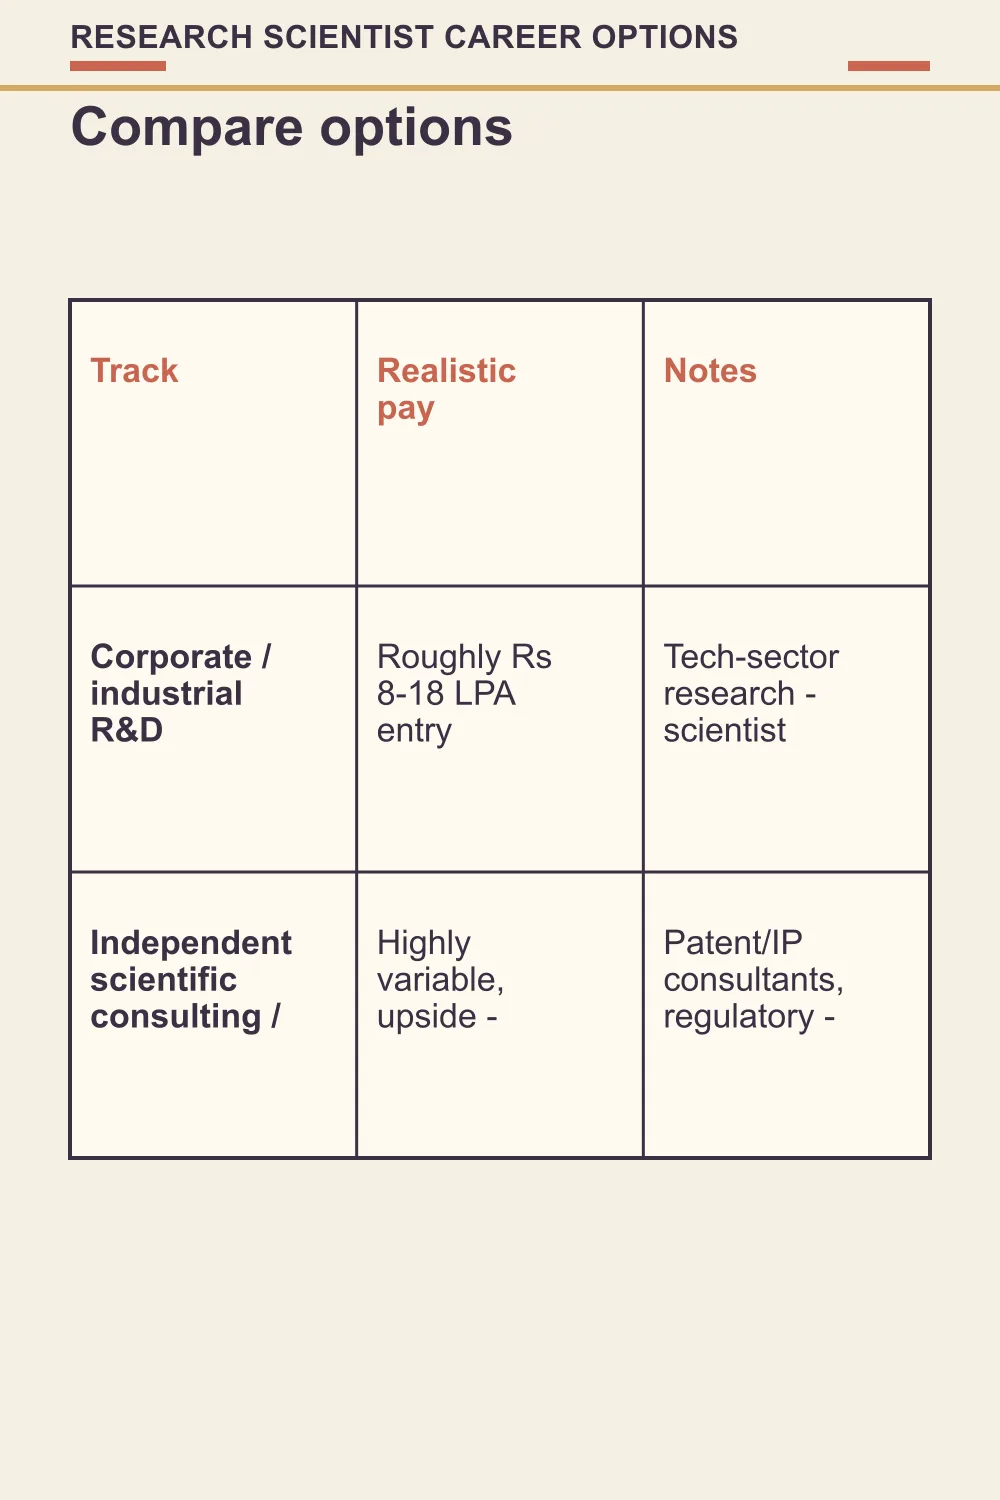 RESEARCH SCIENTIST CAREER OPTIONS
Compare options
Track
Realistic
pay
Notes
Corporate /
industrial
R&D
Roughly Rs
8-18 LPA
entry
Tech-sector
research -
scientist
Independent
scientific
consulting /
Highly
variable,
upside -
Patent/IP
consultants,
regulatory -